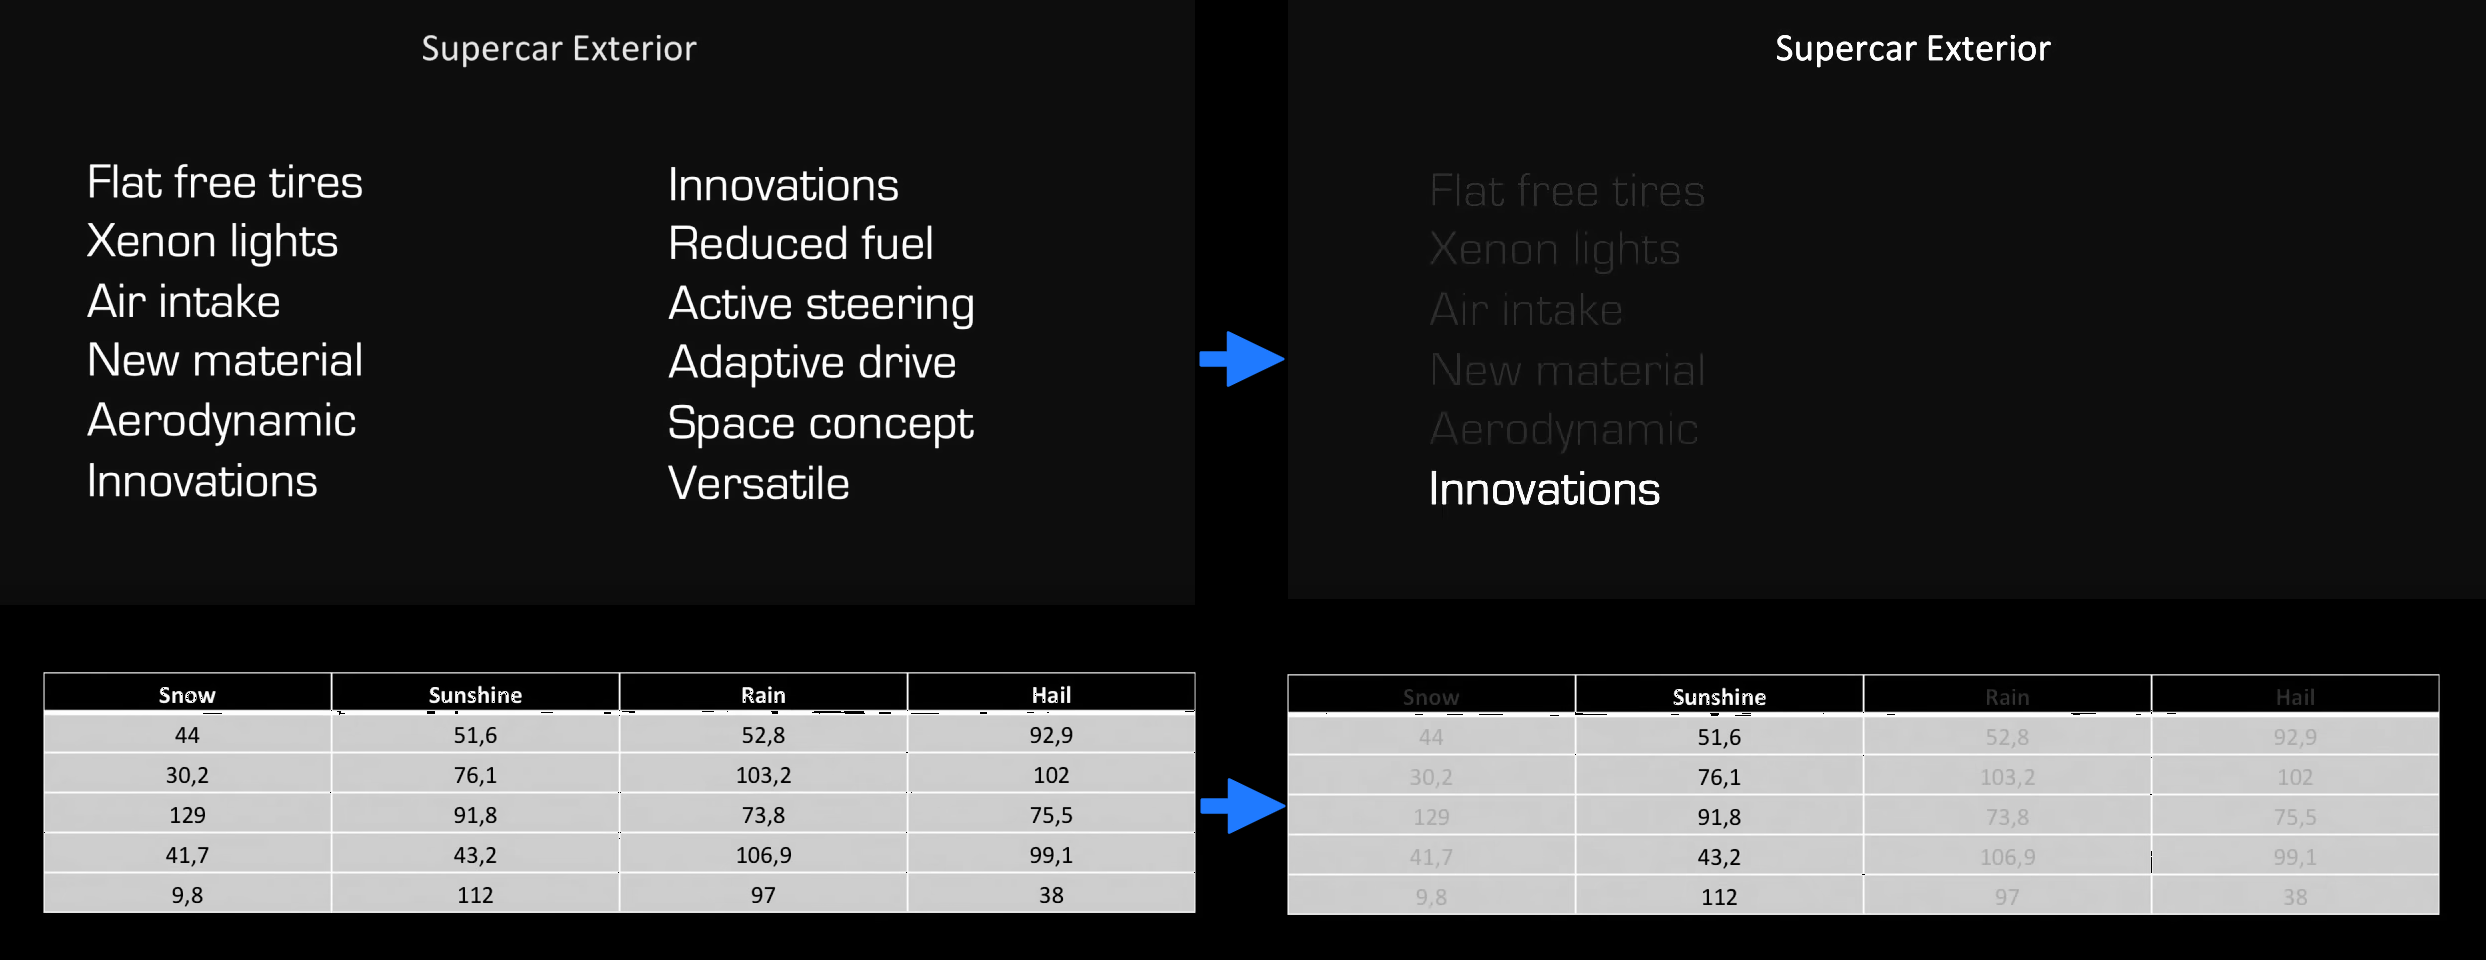 Supercar Exterior
Flat free tires
Xenon lights
Air intake
New material
Aerodynamic
Innovations
Innovations
Reduced fuel
Active steering
Adaptive drive
Space concept
Versatile
Supercar Exterior
Flat free tires
Xenon lights
Air intake
New material
Aerodynamic
Innovations
Snow Sunshine Rain Hail
44 51,6 52,8 92,9
30,2 76,1 103,2 102
129 91,8 73,8 75,5
41,7 43,2 106,9 99,1
9,8 112 97 38
Snow Sunshine Rain Hail
44 51,6 52,8 92,9
30,2 76,1 103,2 102
129 91,8 73,8 75,5
41,7 43,2 106,9 99,1
9,8 112 97 38